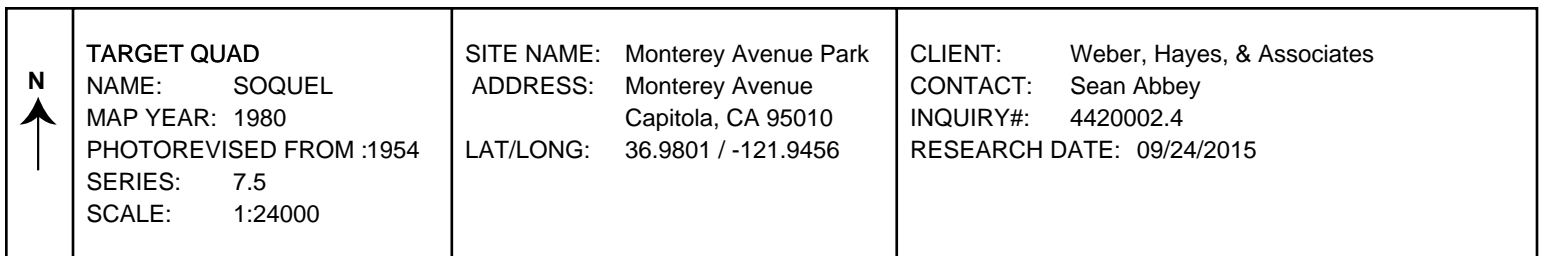 N
TARGET QUAD
NAME: SOQUEL
MAP YEAR: 1980
PHOTOREVISED FROM :1954
SERIES: 7.5
SCALE: 1:24000
SITE NAME: Monterey Avenue Park
ADDRESS: Monterey Avenue
Capitola, CA 95010
LAT/LONG: 36.9801 / -121.9456
CLIENT: Weber, Hayes, & Associates
CONTACT: Sean Abbey
INQUIRY#: 4420002.4
RESEARCH DATE: 09/24/2015